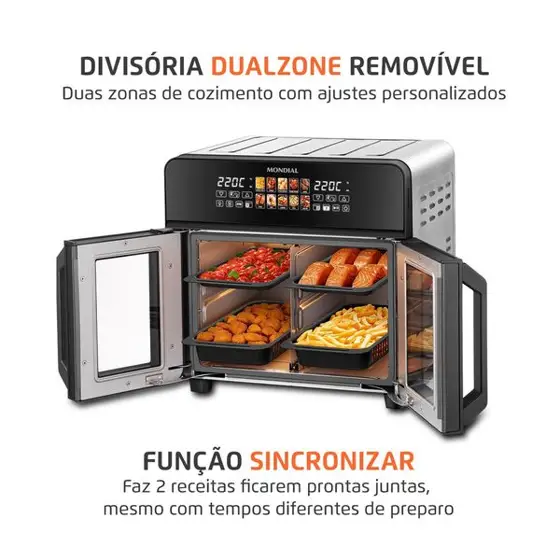 DIVISÓRIA DUALZONE REMOVÍVEL
Duas zonas de cozimento com ajustes personalizados
MONDIAL
220C 220C
FUNÇÃO SINCRONIZAR
Faz 2 receitas ficarem prontas juntas,
mesmo com tempos diferentes de preparo